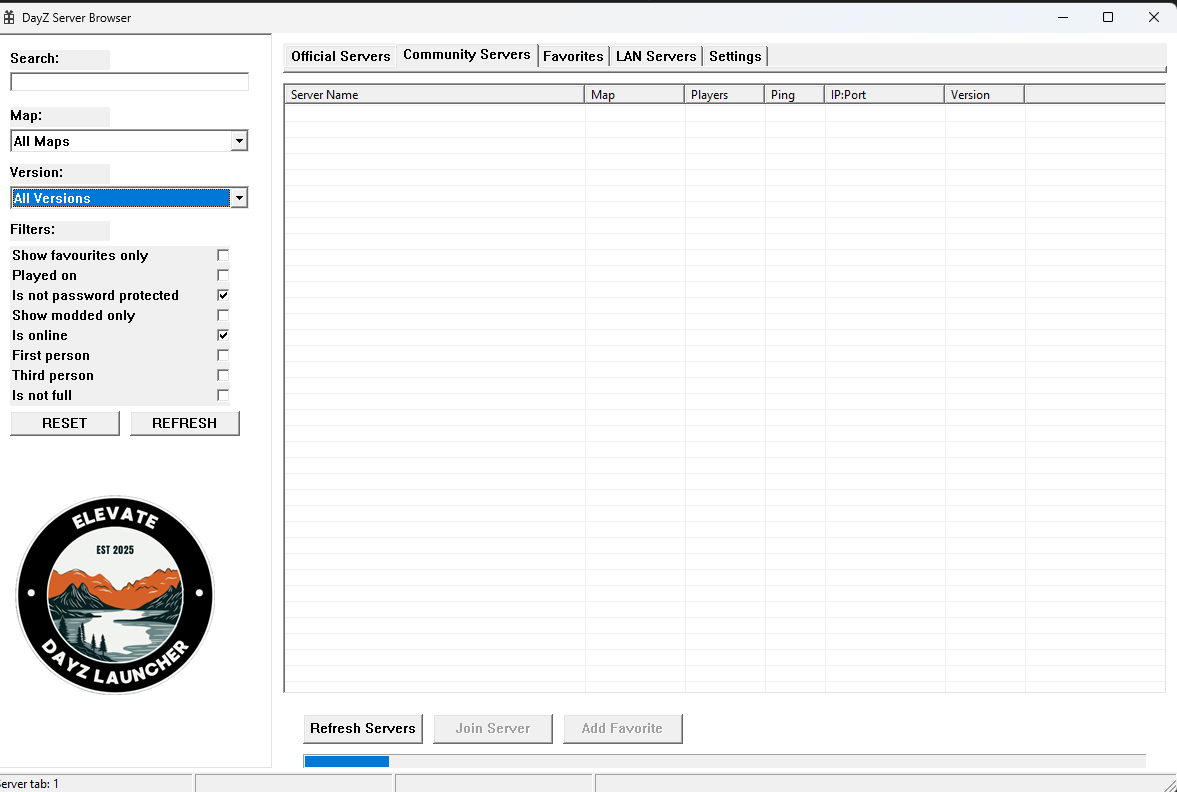 DayZ Server Browser
Search:
Map:
All Maps
Version:
All Versions
Filters:
Show favourites only
Played on
Is not password protected
Show modded only
Is online
First person
Third person
Is not full
RESET REFRESH
ELEVATE
EST 2025
DAYZ LAUNCHER
Official Servers Community Servers Favorites LAN Servers Settings
Server Name Map Players Ping IP:Port Version
Refresh Servers Join Server Add Favorite
Server tab: 1